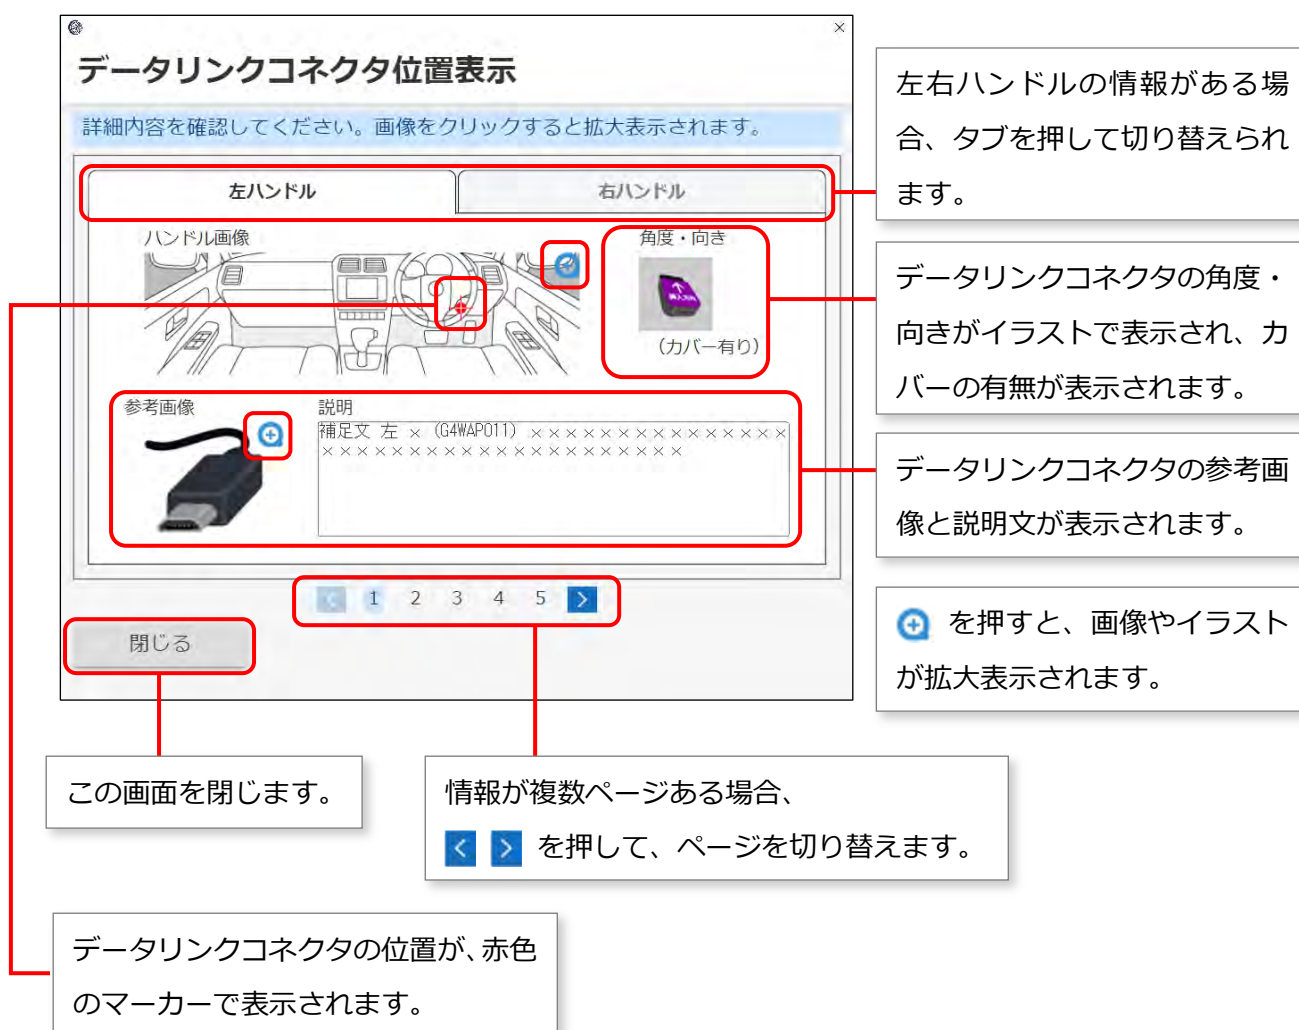 データリンクコネクタ位置表示
詳細内容を確認してください。画像をクリックすると拡大表示されます。
左ハンドル
右ハンドル
ハンドル画像
角度・向き
挿入方向
(カバー有り)
参考画像
説明
補足文 左 × (G4WAP011) ×××××××××××××××
×××××××××××××××××××××
1 2 3 4 5
閉じる
左右ハンドルの情報がある場
合、タブを押して切り替えられ
ます。
データリンクコネクタの角度・
向きがイラストで表示され、カ
バーの有無が表示されます。
データリンクコネクタの参考画
像と説明文が表示されます。
を押すと、画像やイラスト
が拡大表示されます。
この画面を閉じます。
情報が複数ページある場合、
を押して、ページを切り替えます。
データリンクコネクタの位置が、赤色
のマーカーで表示されます。